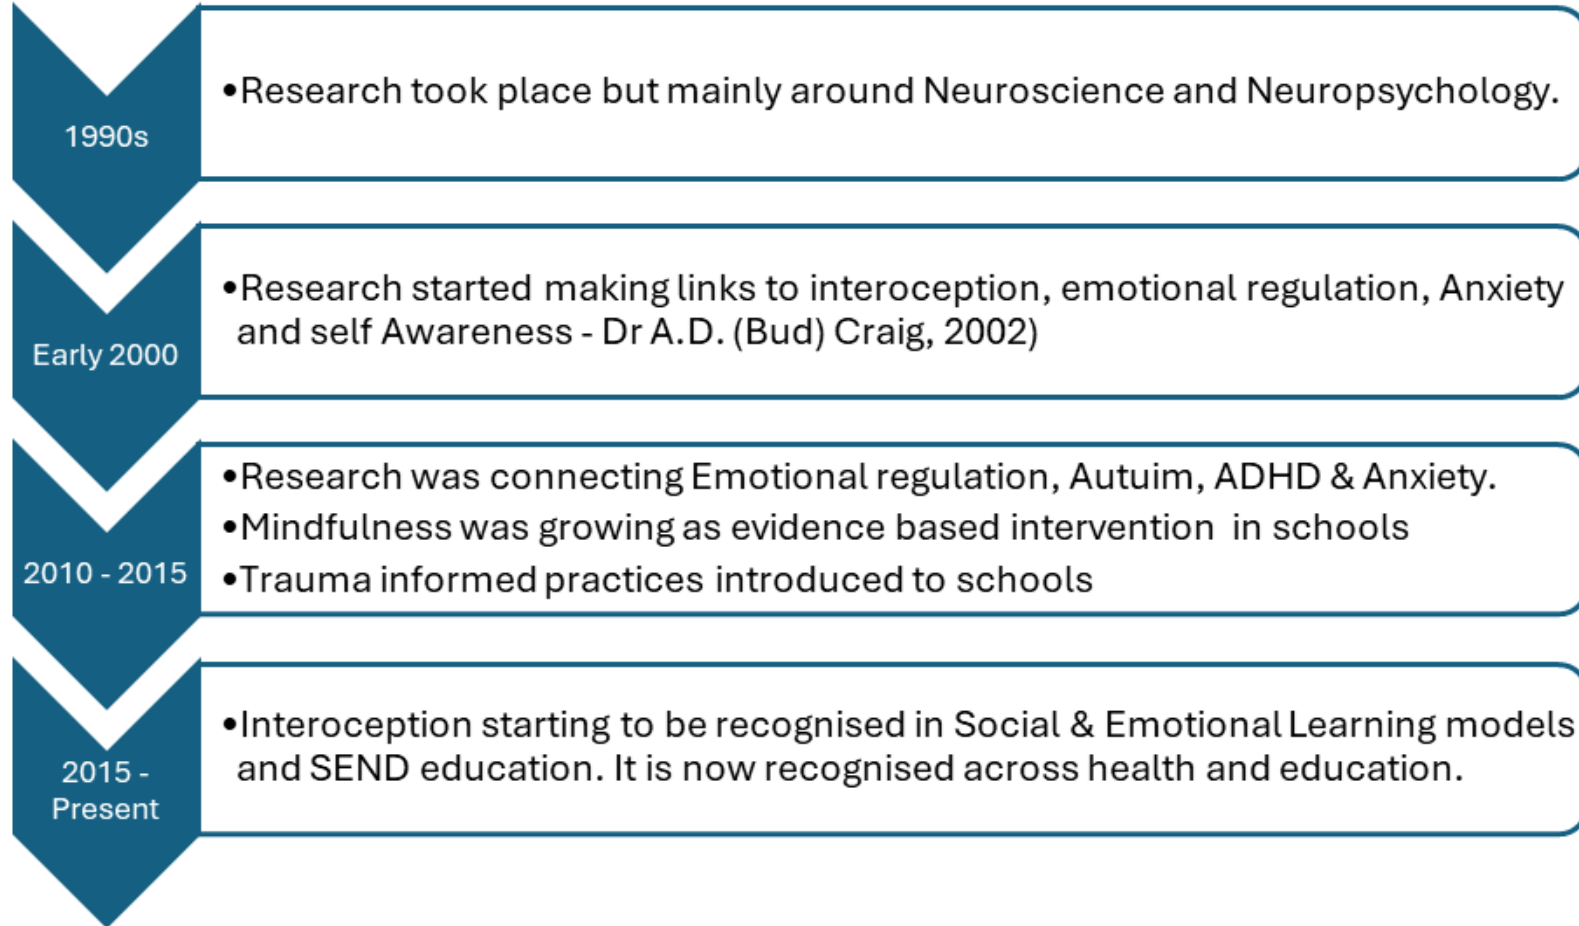 1990s
•Research took place but mainly around Neuroscience and Neuropsychology.
Early 2000
•Research started making links to interoception, emotional regulation, Anxiety
and self Awareness - Dr A.D. (Bud) Craig, 2002)
2010 - 2015
•Research was connecting Emotional regulation, Autuim, ADHD & Anxiety.
•Mindfulness was growing as evidence based intervention  in schools
•Trauma informed practices introduced to schools
2015 -
Present
•Interoception starting to be recognised in Social & Emotional Learning models
and SEND education. It is now recognised across health and education.